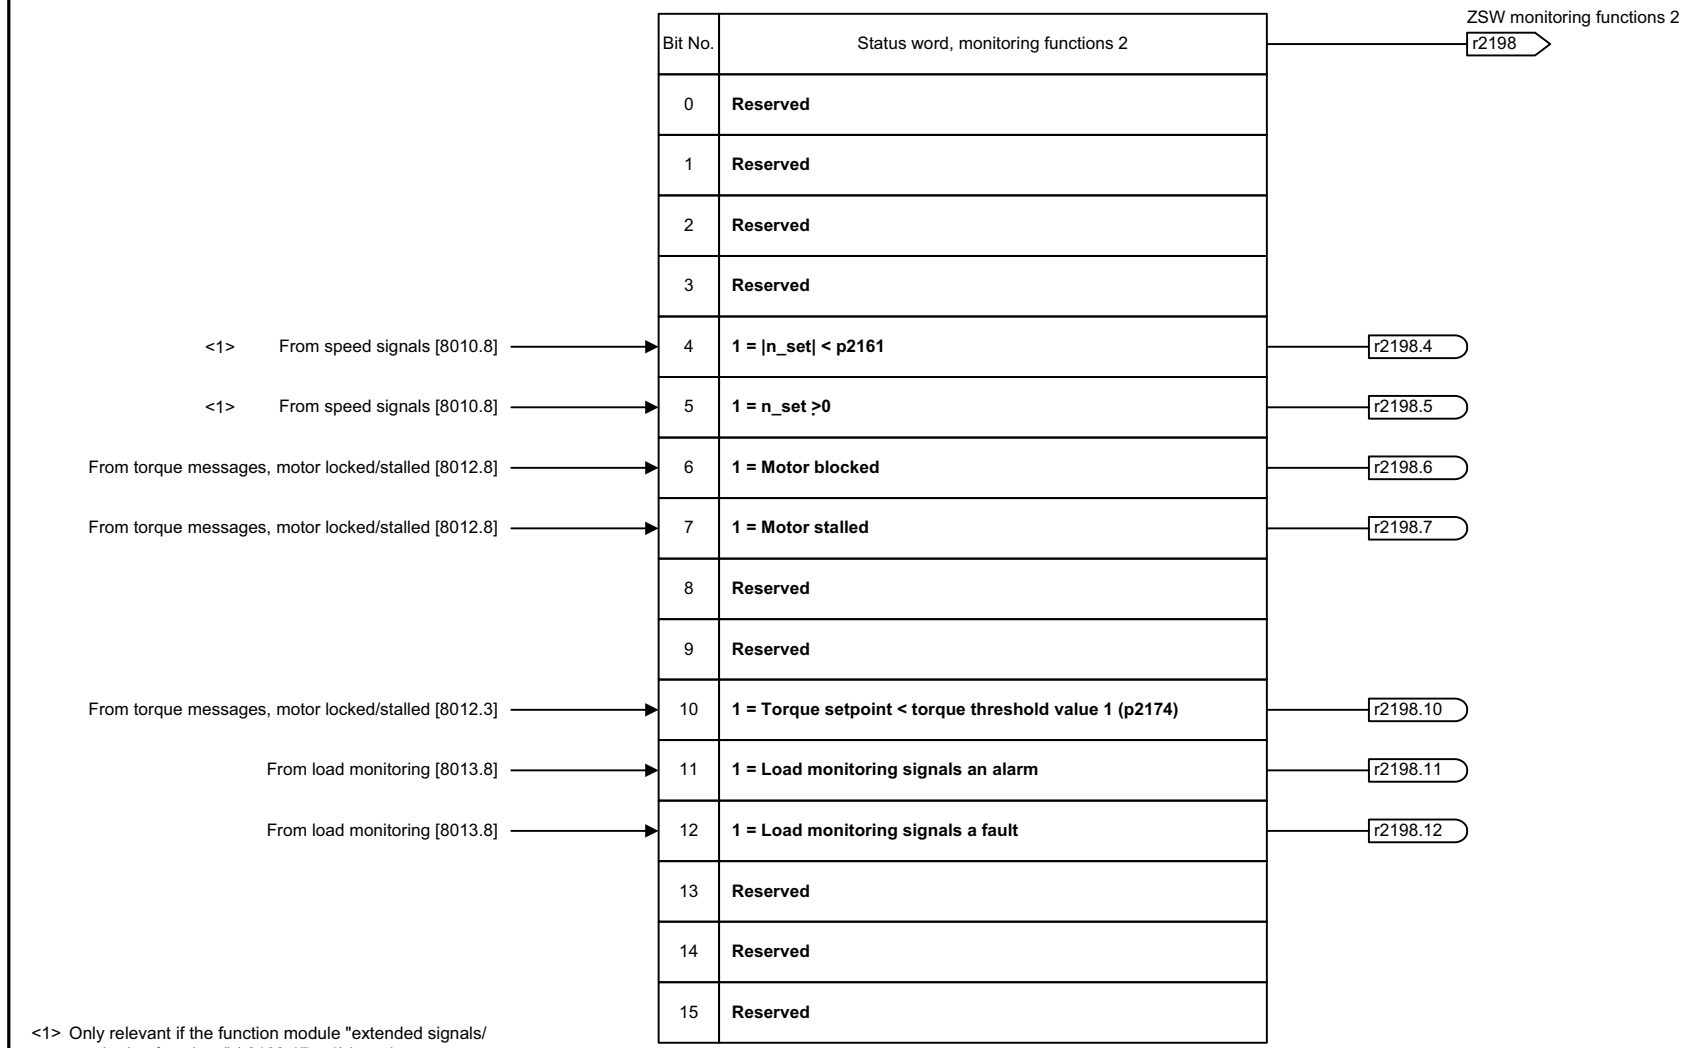 ZSW monitoring functions 2
Bit No. Status word, monitoring functions 2 r2198
0 Reserved
1 Reserved
2 Reserved
3 Reserved
<1> From speed signals [8010.8] 4 1 = |n_set| < p2161 r2198.4
<1> From speed signals [8010.8] 5 1 = n_set >0 r2198.5
From torque messages, motor locked/stalled [8012.8] 6 1 = Motor blocked r2198.6
From torque messages, motor locked/stalled [8012.8] 7 1 = Motor stalled r2198.7
8 Reserved
9 Reserved
From torque messages, motor locked/stalled [8012.3] 10 1 = Torque setpoint < torque threshold value 1 (p2174) r2198.10
From load monitoring [8013.8] 11 1 = Load monitoring signals an alarm r2198.11
From load monitoring [8013.8] 12 1 = Load monitoring signals a fault r2198.12
13 Reserved
14 Reserved
15 Reserved
<1> Only relevant if the function module "extended signals/